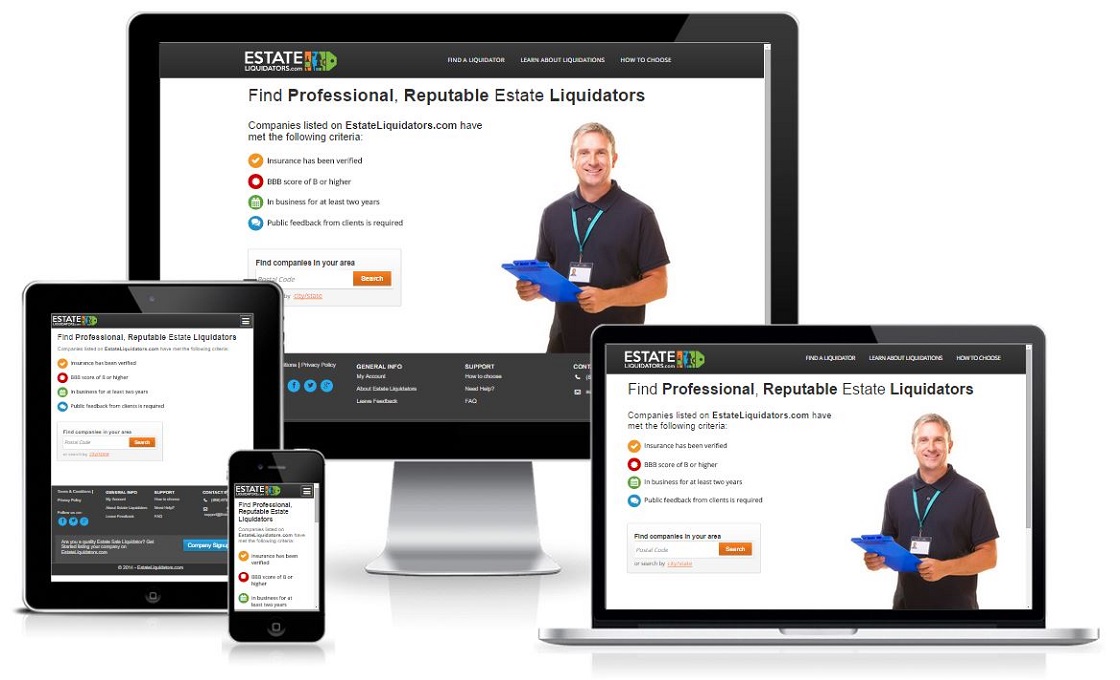 ESTATE
LIQUIDATORS.com
FIND A LIQUIDATOR
LEARN ABOUT LIQUIDATIONS
HOW TO CHOOSE
Find Professional, Reputable Estate Liquidators
Companies listed on EstateLiquidators.com have
met the following criteria:
Insurance has been verified
BBB score of B or higher
In business for at least two years
Public feedback from clients is required
Find companies in your area
Postal Code
Search
by city/state
| Privacy Policy
GENERAL INFO
My Account
About Estate Liquidators
Leave Feedback
SUPPORT
How to choose
Need Help?
FAQ
ESTATE
LIQUIDATORS.com
Find Professional, Reputable Estate Liquidators
Companies listed on EstateLiquidators.com have met the following criteria:
Insurance has been verified
BBB score of B or higher
In business for at least two years
Public feedback from clients is required
Find companies in your area
Postal Code
Search
or search by city/state
Terms & Conditions |
Privacy Policy
Follow us on:
GENERAL INFO
My Account
About Estate Liquidators
Leave Feedback
SUPPORT
How to choose
Need Help?
FAQ
Are you a quality Estate Sale Liquidator? Get
Started listing your company on
EstateLiquidators.com
Company Signup
© 2014 - EstateLiquidators.com
ESTATE
LIQUIDATORS.com
Find Professional,
Reputable Estate
Liquidators
Companies listed on
EstateLiquidators.com have
met the following criteria:
Insurance has been
verified
BBB score of B or
higher
In business for at
least two years
ESTATE
LIQUIDATORS.com
FIND A LIQUIDATOR
LEARN ABOUT LIQUIDATIONS
HOW TO CHOOSE
Find Professional, Reputable Estate Liquidators
Companies listed on EstateLiquidators.com have
met the following criteria:
Insurance has been verified
BBB score of B or higher
In business for at least two years
Public feedback from clients is required
Find companies in your area
Postal Code
Search
or search by city/state